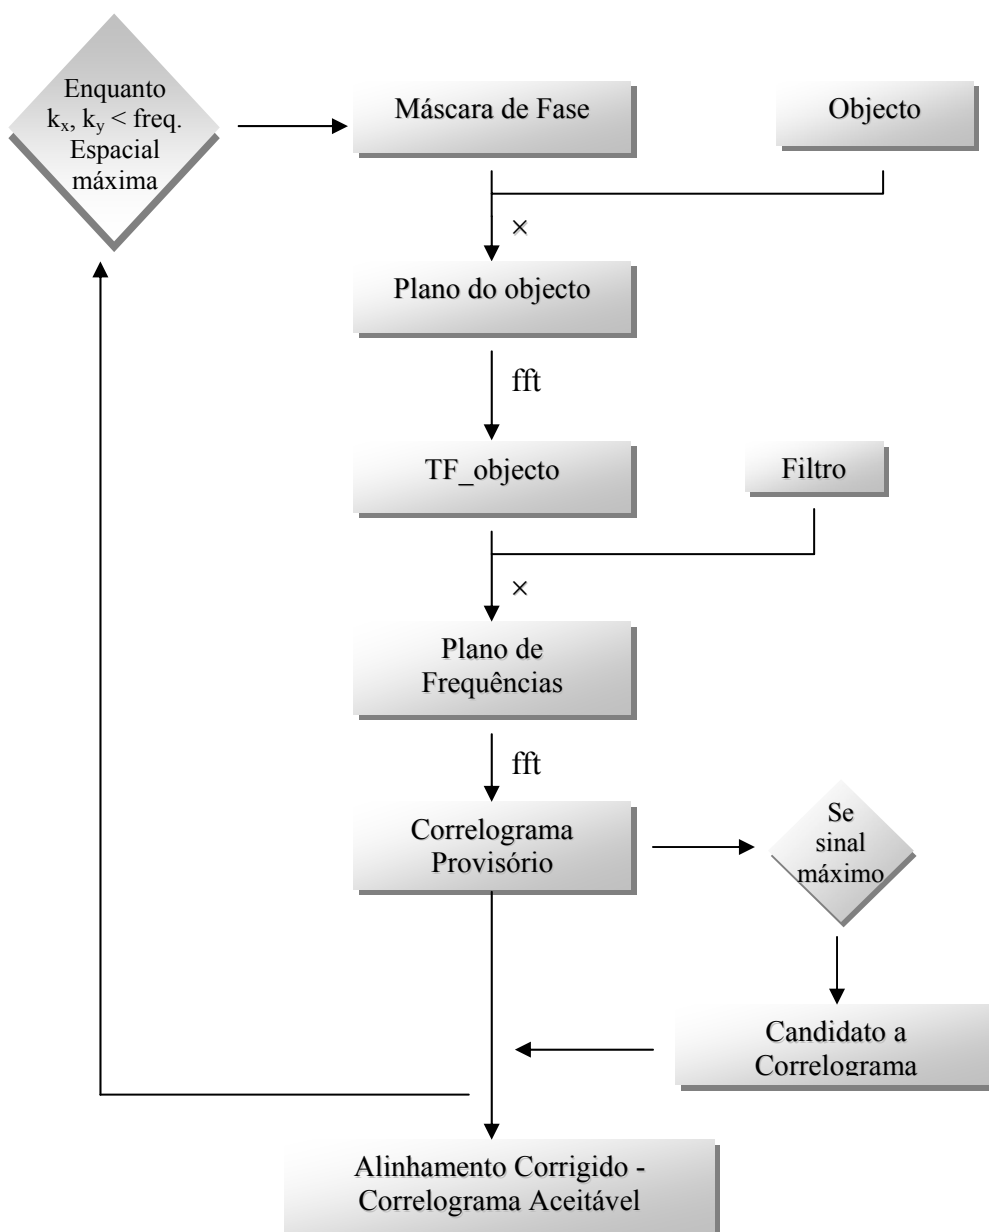 Enquanto
kx, ky < freq.
Espacial
máxima
Máscara de Fase
Objecto
×
Plano do objecto
fft
TF_objecto
Filtro
×
Plano de
Frequências
fft
Correlograma
Provisório
Se
sinal
máximo
Candidato a
Correlograma
Alinhamento Corrigido -
Correlograma Aceitável